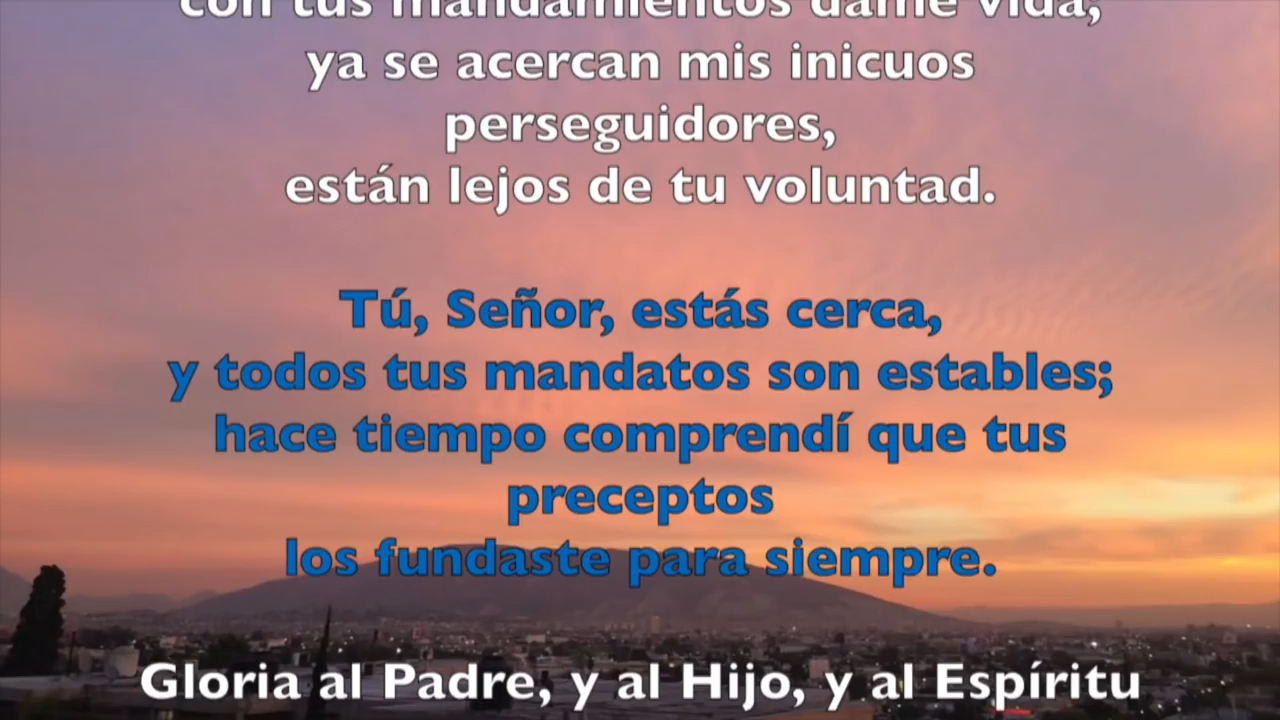 con tus mandamientos dame vida;
ya se acercan mis inicuos
perseguidores,
están lejos de tu voluntad.
Tú, Señor, estás cerca,
y todos tus mandatos son estables;
hace tiempo comprendí que tus
preceptos
los fundaste para siempre.
Gloria al Padre, y al Hijo, y al Espíritu